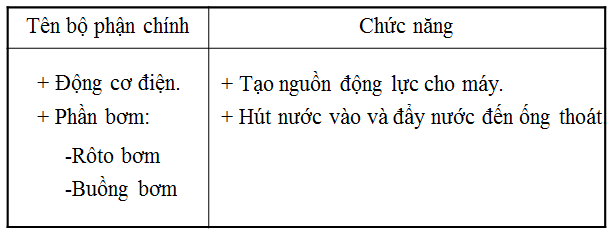 Tên bộ phận chính Chức năng
+ Động cơ điện. + Tạo nguồn động lực cho máy.
+ Phần bơm: + Hút nước vào và đẩy nước đến ống thoát
-Rôto bơm
-Buồng bơm